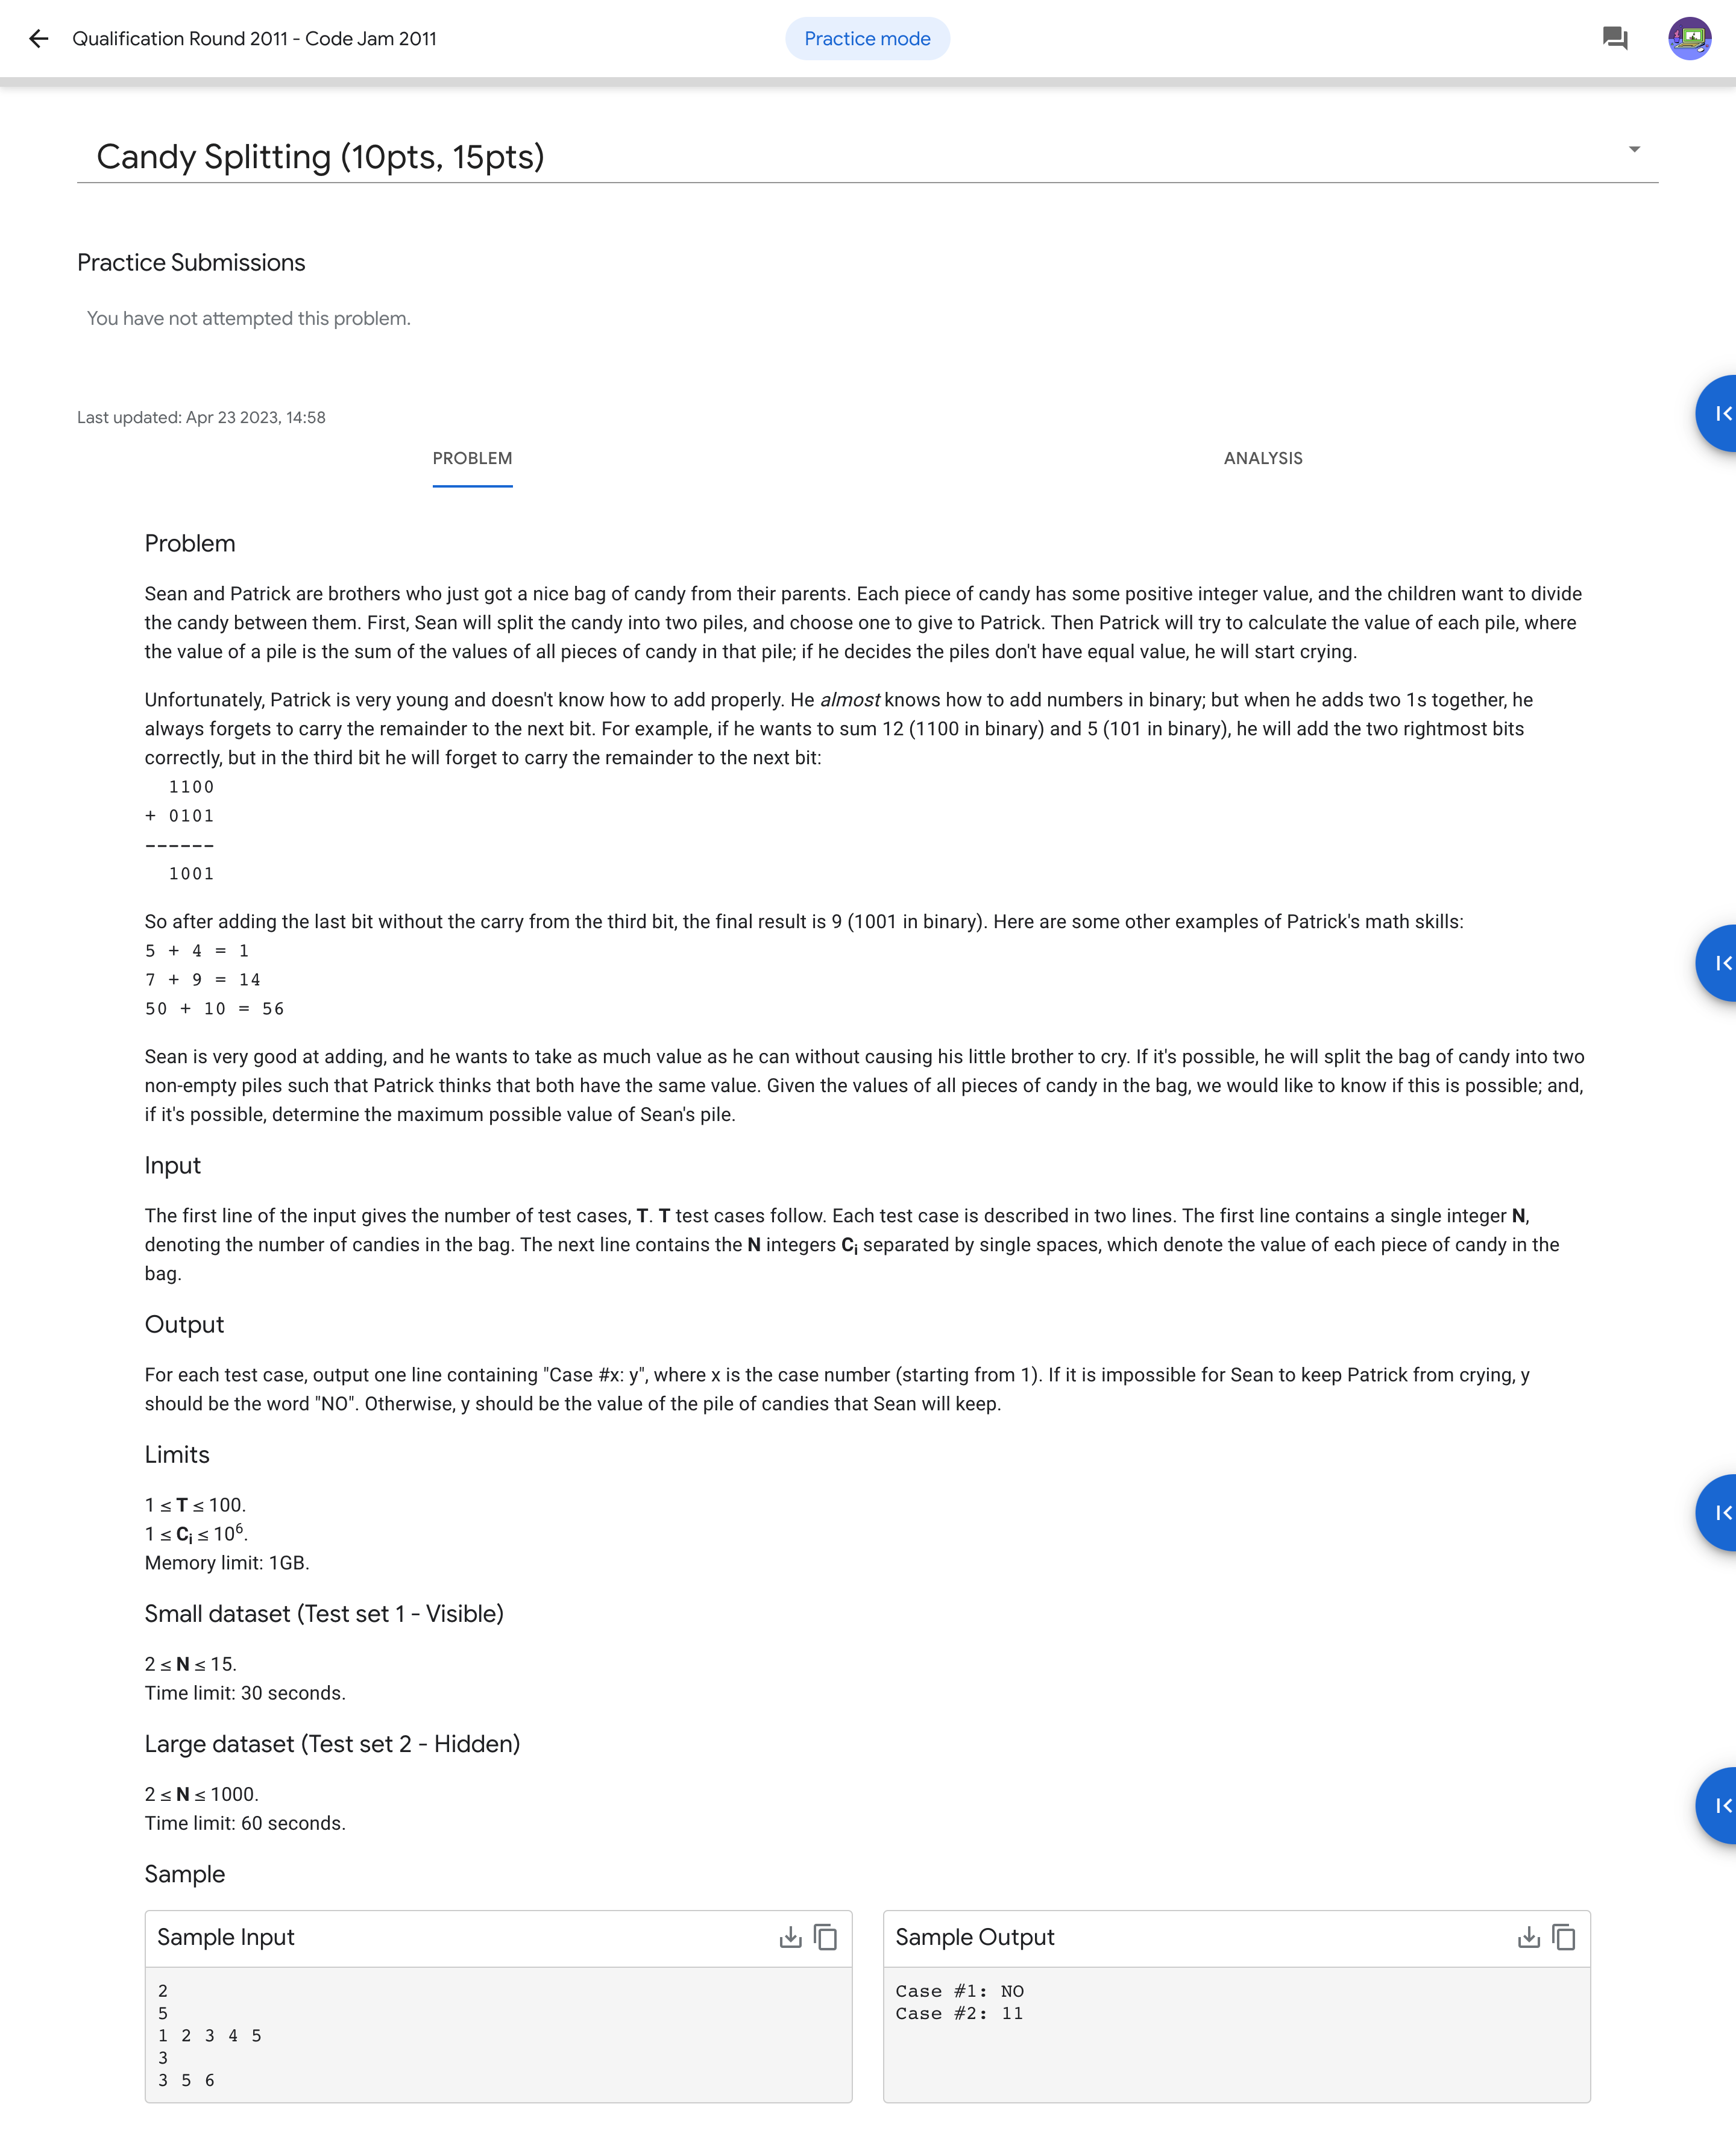 Qualification Round 2011 - Code Jam 2011
Practice mode
Candy Splitting (10pts, 15pts)
Practice Submissions
You have not attempted this problem.
Last updated: Apr 23 2023, 14:58
PROBLEM
ANALYSIS
Problem
Sean and Patrick are brothers who just got a nice bag of candy from their parents. Each piece of candy has some positive integer value, and the children want to divide
the candy between them. First, Sean will split the candy into two piles, and choose one to give to Patrick. Then Patrick will try to calculate the value of each pile, where
the value of a pile is the sum of the values of all pieces of candy in that pile; if he decides the piles don't have equal value, he will start crying.
Unfortunately, Patrick is very young and doesn't know how to add properly. He almost knows how to add numbers in binary; but when he adds two 1s together, he
always forgets to carry the remainder to the next bit. For example, if he wants to sum 12 (1100 in binary) and 5 (101 in binary), he will add the two rightmost bits
correctly, but in the third bit he will forget to carry the remainder to the next bit:
1100
+ 0101
------
1001
So after adding the last bit without the carry from the third bit, the final result is 9 (1001 in binary). Here are some other examples of Patrick's math skills:
5 + 4 = 1
7 + 9 = 14
50 + 10 = 56
Sean is very good at adding, and he wants to take as much value as he can without causing his little brother to cry. If it's possible, he will split the bag of candy into two
non-empty piles such that Patrick thinks that both have the same value. Given the values of all pieces of candy in the bag, we would like to know if this is possible; and,
if it's possible, determine the maximum possible value of Sean's pile.
Input
The first line of the input gives the number of test cases, T. T test cases follow. Each test case is described in two lines. The first line contains a single integer N,
denoting the number of candies in the bag. The next line contains the N integers Ci separated by single spaces, which denote the value of each piece of candy in the
bag.
Output
For each test case, output one line containing "Case #x: y", where x is the case number (starting from 1). If it is impossible for Sean to keep Patrick from crying, y
should be the word "NO". Otherwise, y should be the value of the pile of candies that Sean will keep.
Limits
1 ≤ T ≤ 100.
1 ≤ Ci ≤ 10^6.
Memory limit: 1GB.
Small dataset (Test set 1 - Visible)
2 ≤ N ≤ 15.
Time limit: 30 seconds.
Large dataset (Test set 2 - Hidden)
2 ≤ N ≤ 1000.
Time limit: 60 seconds.
Sample
Sample Input
2
5
1 2 3 4 5
3
3 5 6
Sample Output
Case #1: NO
Case #2: 11